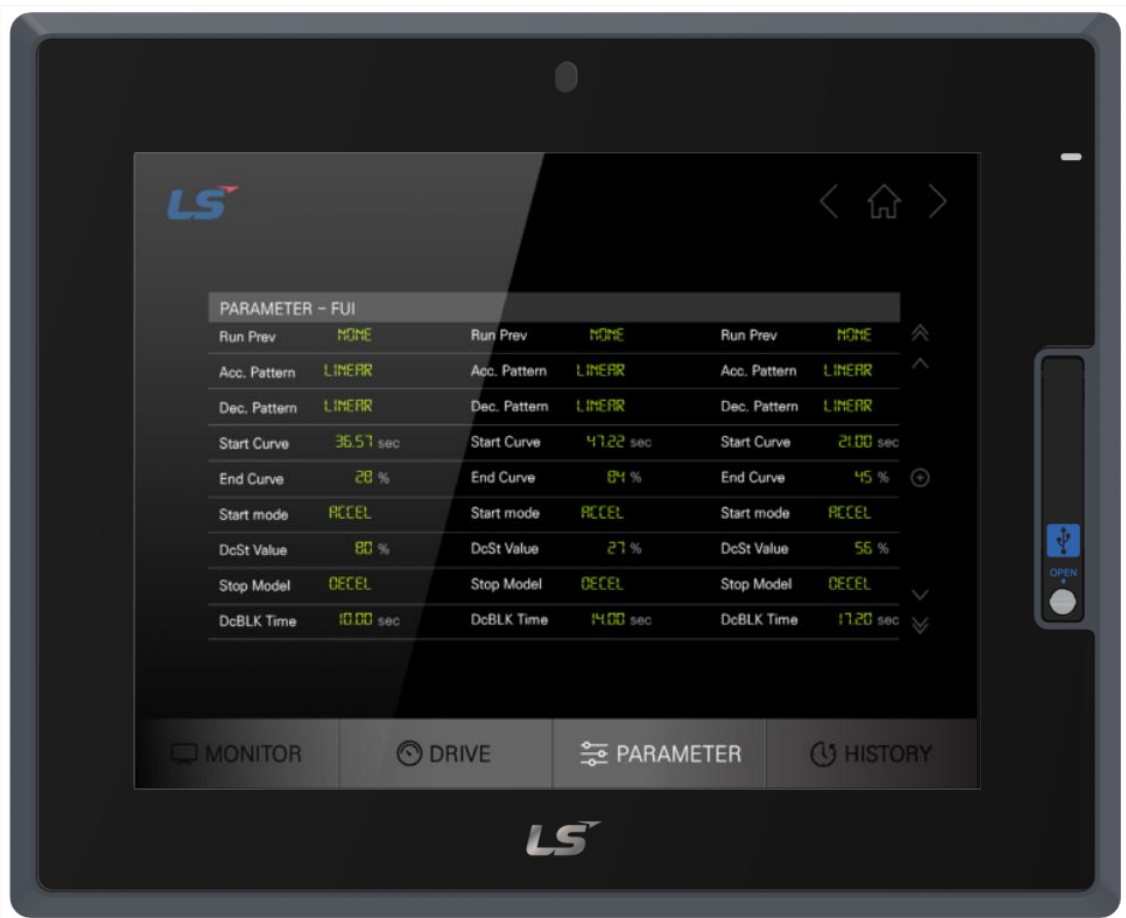 LS
PARAMETER - FUI
Run Prev NONE Run Prev NONE Run Prev NONE
Acc. Pattern LINEAR Acc. Pattern LINEAR Acc. Pattern LINEAR
Dec. Pattern LINEAR Dec. Pattern LINEAR Dec. Pattern LINEAR
Start Curve 36.57 sec Start Curve 47.22 sec Start Curve 21.00 sec
End Curve 28 % End Curve 84 % End Curve 45 %
Start mode ACCEL Start mode ACCEL Start mode ACCEL
DcSt Value 80 % DcSt Value 27 % DcSt Value 56 %
Stop Model DECEL Stop Model DECEL Stop Model DECEL
DcBLK Time 10.00 sec DcBLK Time 14.00 sec DcBLK Time 17.20 sec
OPEN
MONITOR DRIVE PARAMETER HISTORY
LS